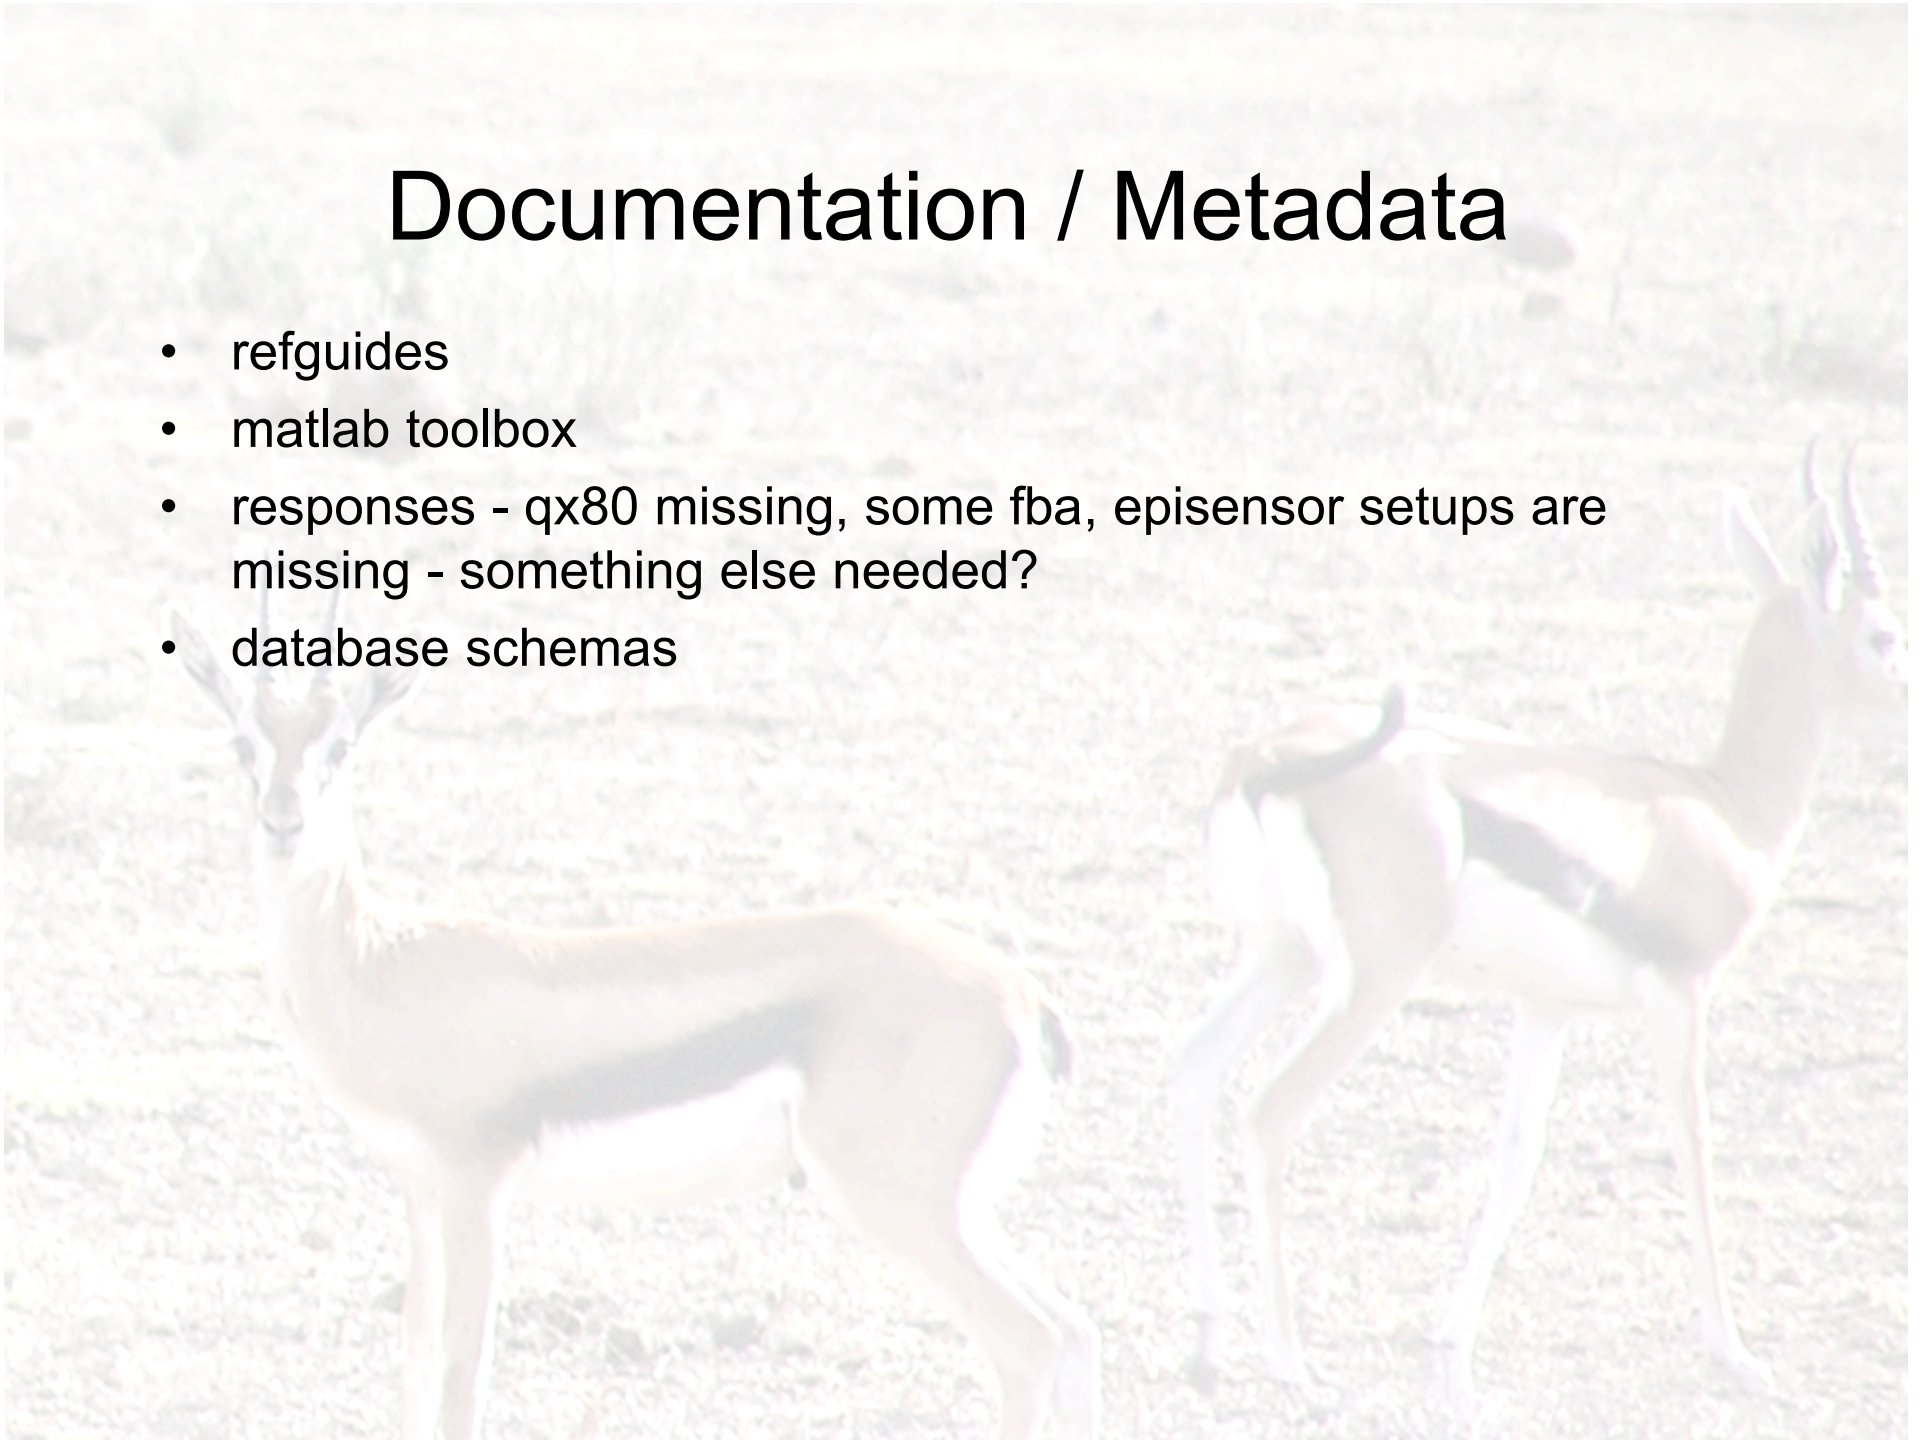 Documentation / Metadata
• refguides
• matlab toolbox
• responses - qx80 missing, some fba, episensor setups are
missing - something else needed?
• database schemas